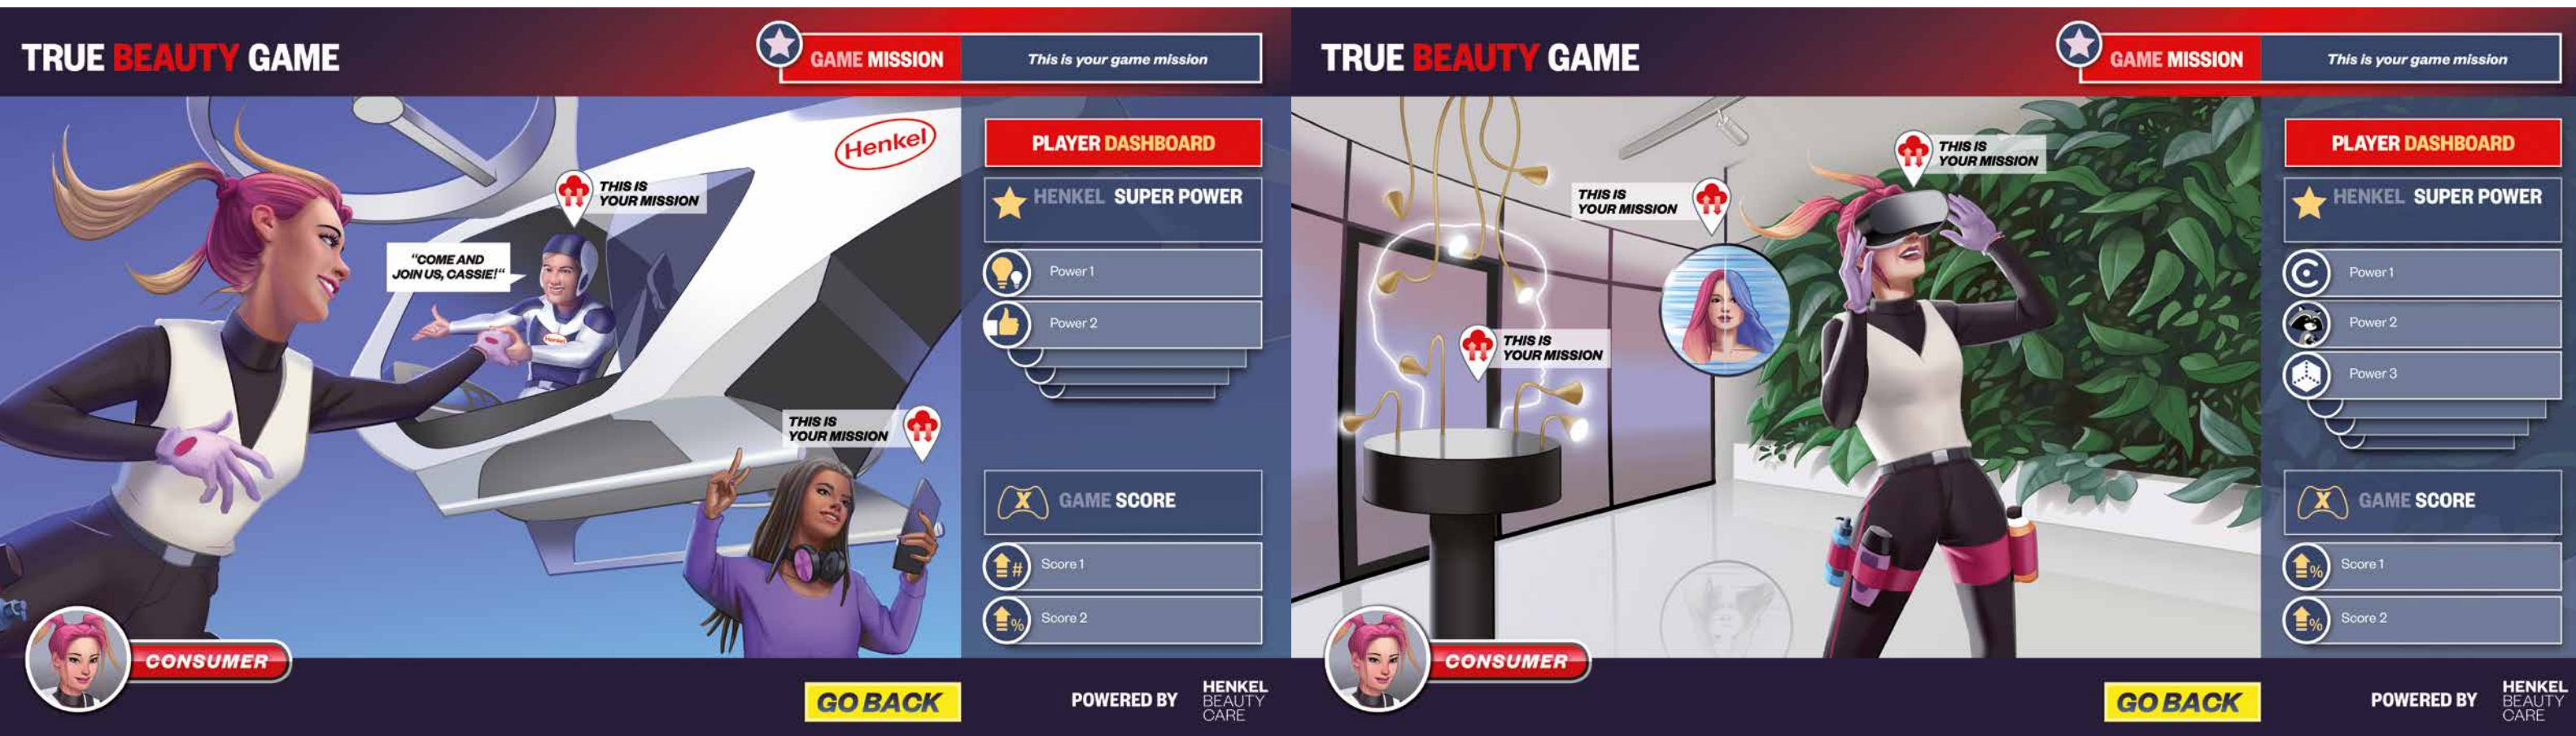 TRUE BEAUTY GAME
GAME MISSION
This is your game mission
Henkel
THIS IS
YOUR MISSION
"COME AND
JOIN US, CASSIE!"
THIS IS
YOUR MISSION
PLAYER DASHBOARD
HENKEL SUPER POWER
Power 1
Power 2
GAME SCORE
X
#
Score 1
%
Score 2
CONSUMER
GO BACK
POWERED BY
HENKEL
BEAUTY
CARE
TRUE BEAUTY GAME
GAME MISSION
This is your game mission
THIS IS
YOUR MISSION
THIS IS
YOUR MISSION
THIS IS
YOUR MISSION
PLAYER DASHBOARD
HENKEL SUPER POWER
Power 1
Power 2
Power 3
X
GAME SCORE
%
Score 1
%
Score 2
CONSUMER
GO BACK
POWERED BY
HENKEL
BEAUTY
CARE